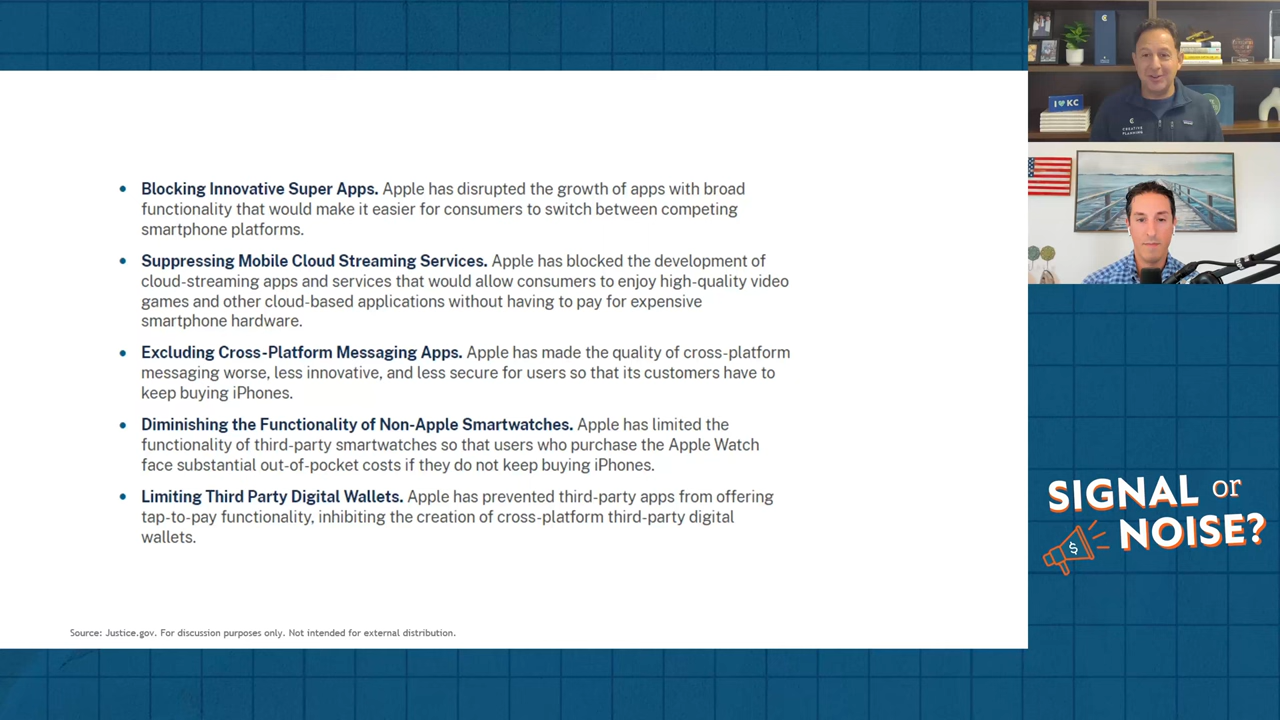 • Blocking Innovative Super Apps. Apple has disrupted the growth of apps with broad
functionality that would make it easier for consumers to switch between competing
smartphone platforms.
• Suppressing Mobile Cloud Streaming Services. Apple has blocked the development of
cloud-streaming apps and services that would allow consumers to enjoy high-quality video
games and other cloud-based applications without having to pay for expensive
smartphone hardware.
• Excluding Cross-Platform Messaging Apps. Apple has made the quality of cross-platform
messaging worse, less innovative, and less secure for users so that its customers have to
keep buying iPhones.
• Diminishing the Functionality of Non-Apple Smartwatches. Apple has limited the
functionality of third-party smartwatches so that users who purchase the Apple Watch
face substantial out-of-pocket costs if they do not keep buying iPhones.
• Limiting Third Party Digital Wallets. Apple has prevented third-party apps from offering
tap-to-pay functionality, inhibiting the creation of cross-platform third-party digital
wallets.
Source: Justice.gov. For discussion purposes only. Not intended for external distribution.
I ♥ KC
CREATIVE
PLANNING
SIGNAL or
NOISE?
$